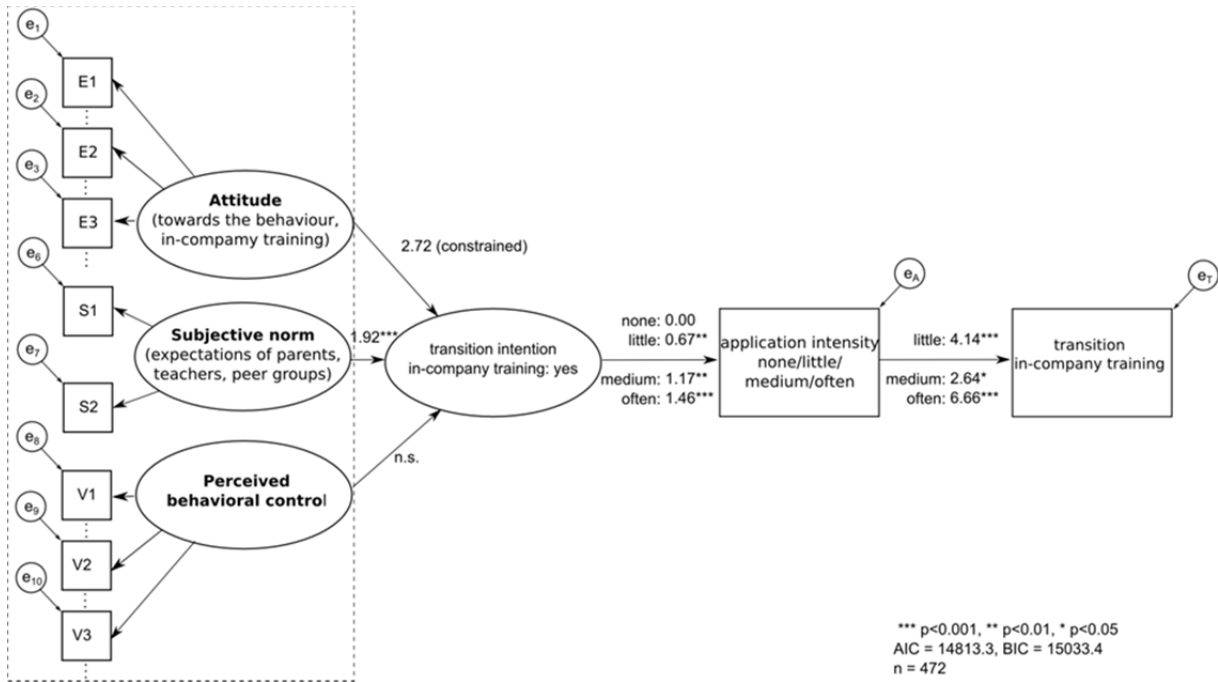 e1
E1
e2
E2
e3
E3
Attitude
(towards the behaviour,
in-compamy training)
2.72 (constrained)
e6
S1
e7
S2
Subjective norm
(expectations of parents,
teachers, peer groups)
1.92***
transition intention
in-company training: yes
none: 0.00
little: 0.67**
medium: 1.17**
often: 1.46***
eA
application intensity
none/little/
medium/often
little: 4.14***
medium: 2.64*
often: 6.66***
eT
transition
in-company training
e8
V1
e9
V2
e10
V3
Perceived
behavioral control
n.s.
*** p<0.001, ** p<0.01, * p<0.05
AIC = 14813.3, BIC = 15033.4
n = 472